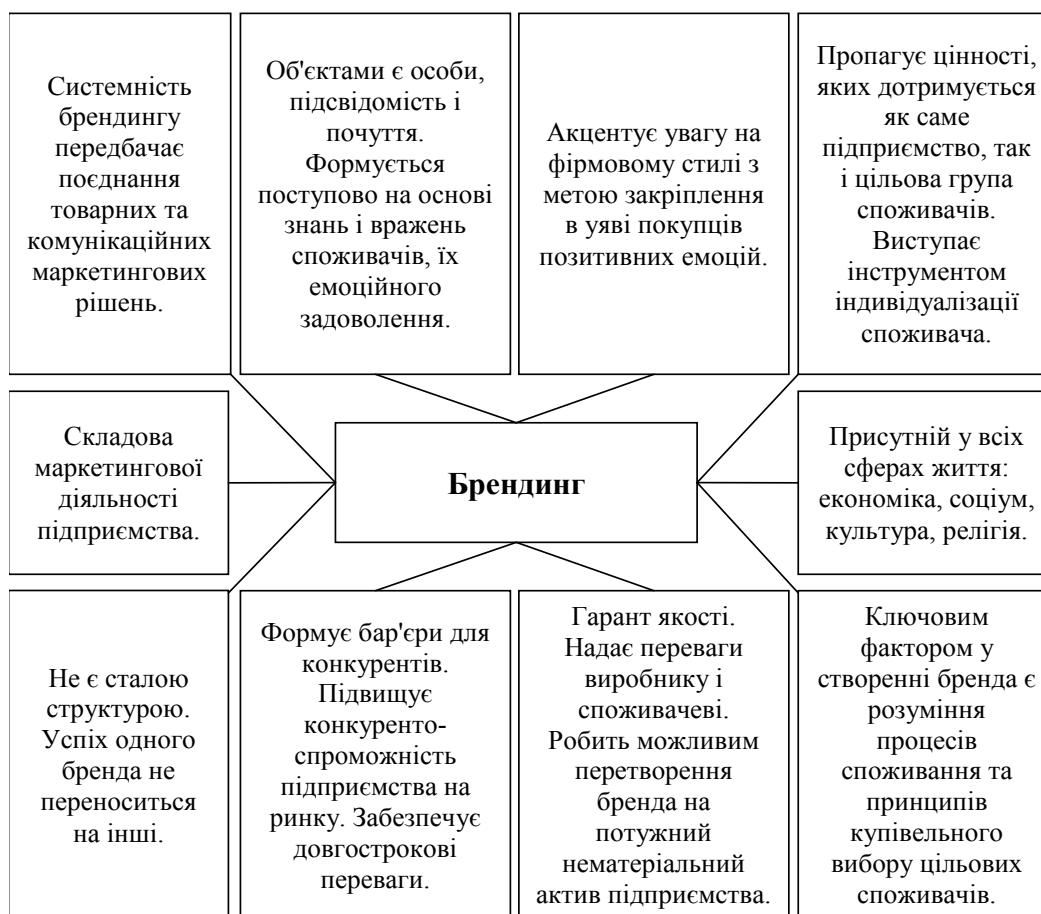 Системність
брендингу
передбачає
поєднання
товарних та
комунікаційних
маркетингових
рішень.
Об'єктами є особи,
підсвідомість і
почуття.
Формується
поступово на основі
знань і вражень
споживачів, їх
емоційного
задоволення.
Акцентує увагу на
фірмовому стилі з
метою закріплення
в уяві покупців
позитивних емоцій.
Пропагує цінності,
яких дотримується
як саме
підприємство, так
і цільова група
споживачів.
Виступає
інструментом
індивідуалізації
споживача.
Складова
маркетингової
діяльності
підприємства.
Брендинг
Присутній у всіх
сферах життя:
економіка, соціум,
культура, релігія.
Не є сталою
структурою.
Успіх одного
бренда не
переноситься
на інші.
Формує бар'єри для
конкурентів.
Підвищує
конкуренто-
спроможність
підприємства на
ринку. Забезпечує
довгострокові
переваги.
Гарант якості.
Надає переваги
виробнику і
споживачеві.
Робить можливим
перетворення
бренда на
потужний
нематеріальний
актив підприємства.
Ключовим
фактором у
створенні бренда є
розуміння
процесів
споживання та
принципів
купівельного
вибору цільових
споживачів.